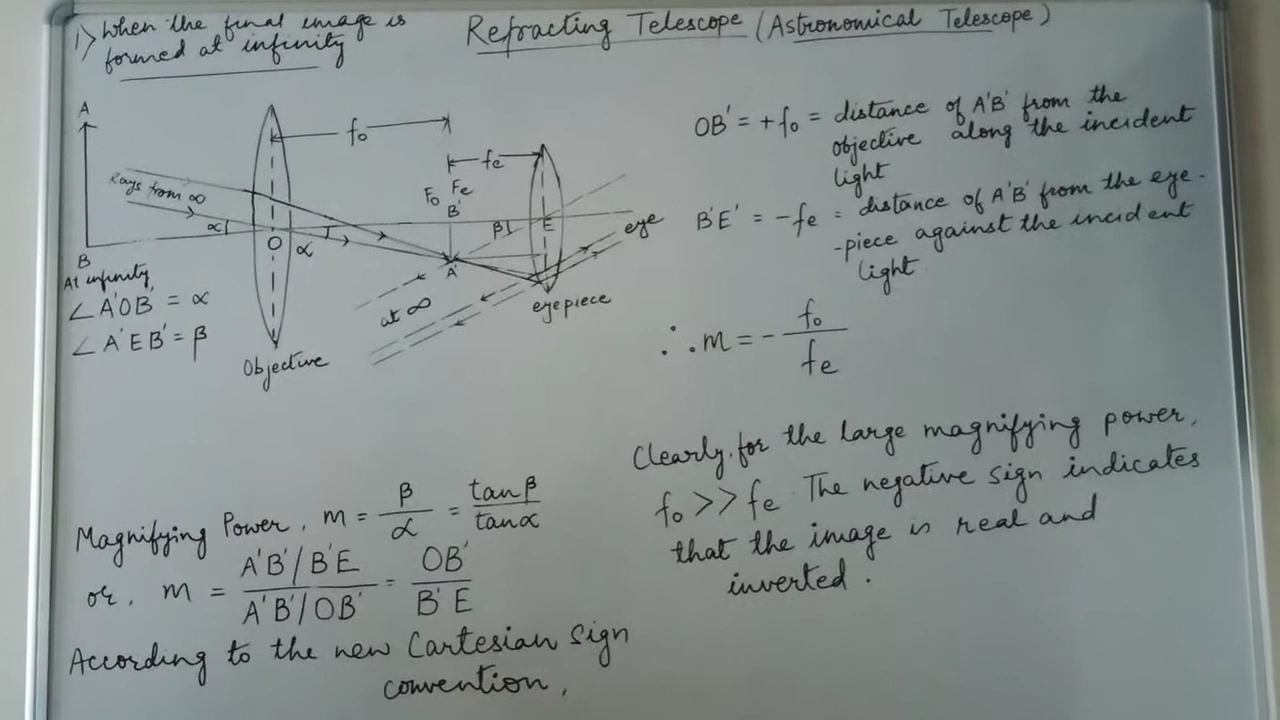 1) When the final image is
formed at infinity
Refracting Telescope (Astronomical Telescope)
A
B
Rays from ∞
At infinity,
∠A'OB' = α
∠A'EB' = β
α
O
α
Objective
fo
fe
Fo Fe
B'
A'
β
E
eye
at ∞
eyepiece
OB' = +fo = distance of A'B' from the
objective along the incident
light
B'E' = -fe = distance of A'B' from the eye-
-piece against the incident
light
∴ m = - fo/fe
Magnifying Power, m = β/α = tanβ/tanα
or, m = A'B'/B'E / A'B'/OB' = OB'/B'E
According to the new Cartesian sign
convention,
Clearly, for the large magnifying power,
fo >> fe. The negative sign indicates
that the image is real and
inverted.